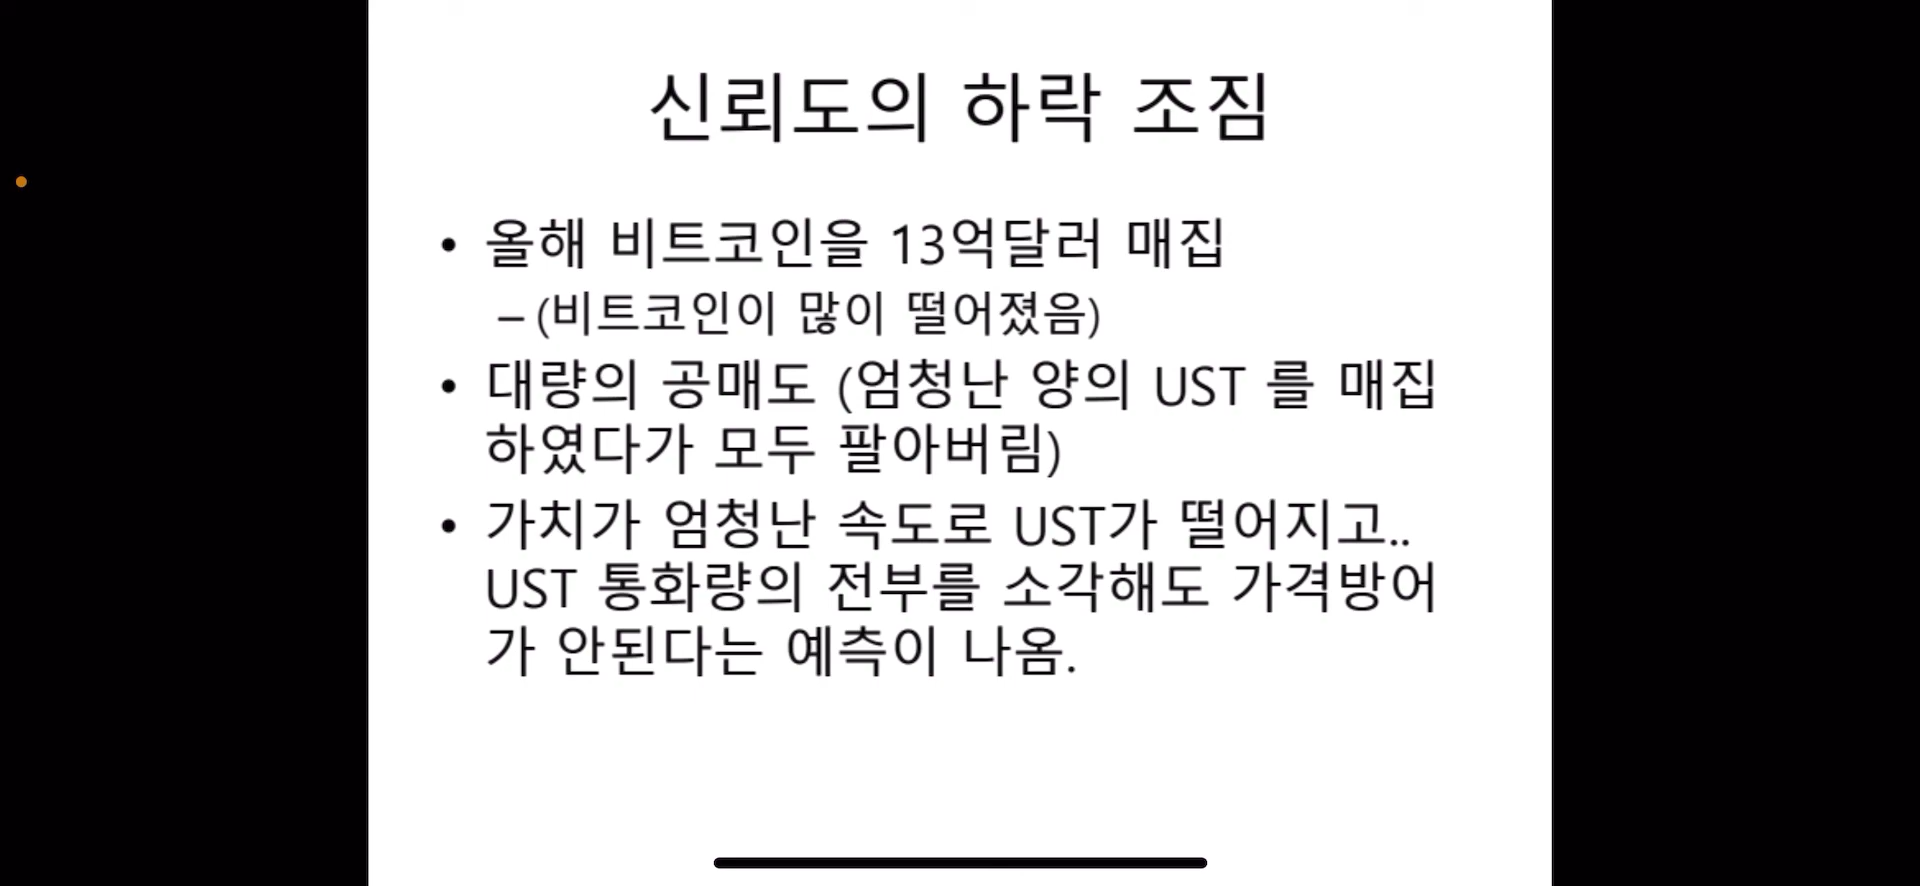 신뢰도의 하락 조짐
• 올해 비트코인을 13억달러 매집
– (비트코인이 많이 떨어졌음)
• 대량의 공매도 (엄청난 양의 UST 를 매집
하였다가 모두 팔아버림)
• 가치가 엄청난 속도로 UST가 떨어지고..
UST 통화량의 전부를 소각해도 가격방어
가 안된다는 예측이 나옴.